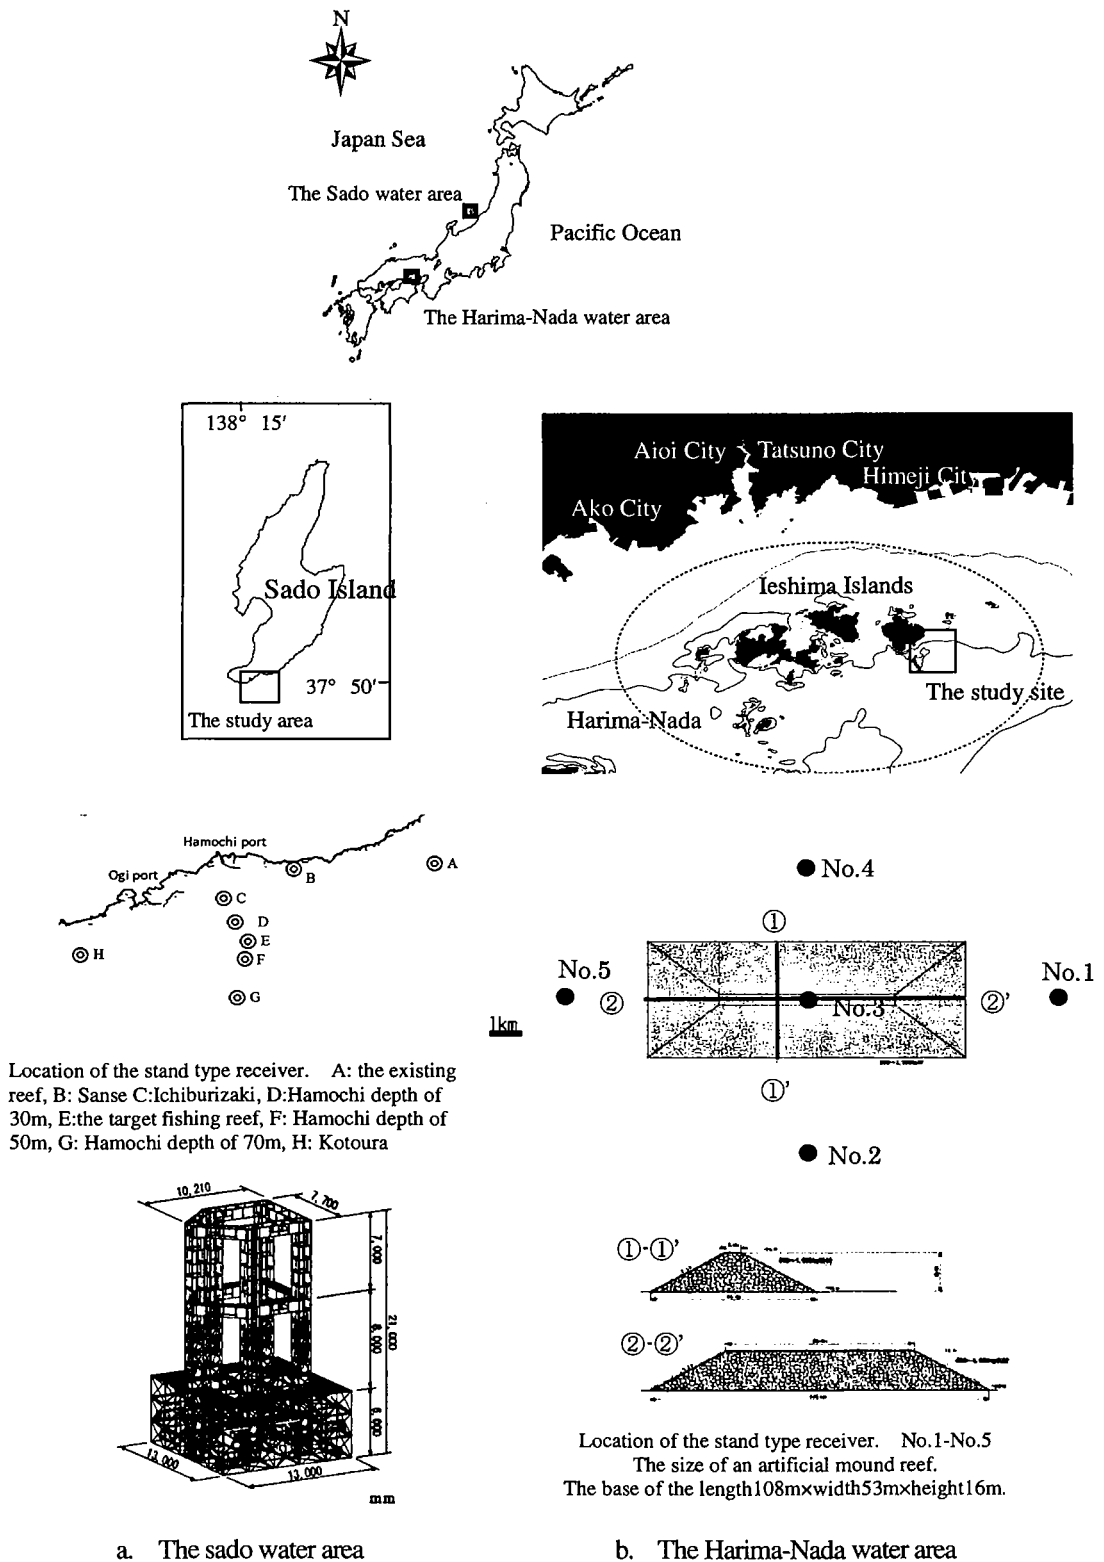 N
Japan Sea
The Sado water area
Pacific Ocean
The Harima-Nada water area
138° 15′
Sado Island
37° 50′
The study area
Aioi City
Tatsuno City
Himeji City
Ako City
Ieshima Islands
The study site
Harima-Nada
Hamochi port
Ogi port
A
B
C
D
E
F
G
H
1km
Location of the stand type receiver. A: the existing
reef, B: Sanse C:Ichiburizaki, D:Hamochi depth of
30m, E:the target fishing reef, F: Hamochi depth of
50m, G: Hamochi depth of 70m, H: Kotoura
10,210
7,700
7,000
8,000
21,000
6,000
13,000
13,000
mm
a. The sado water area
No.4
①
No.5
②
No.3
②′
No.1
①′
No.2
①-①′
②-②′
Location of the stand type receiver. No.1-No.5
The size of an artificial mound reef.
The base of the length108m×width53m×height16m.
b. The Harima-Nada water area